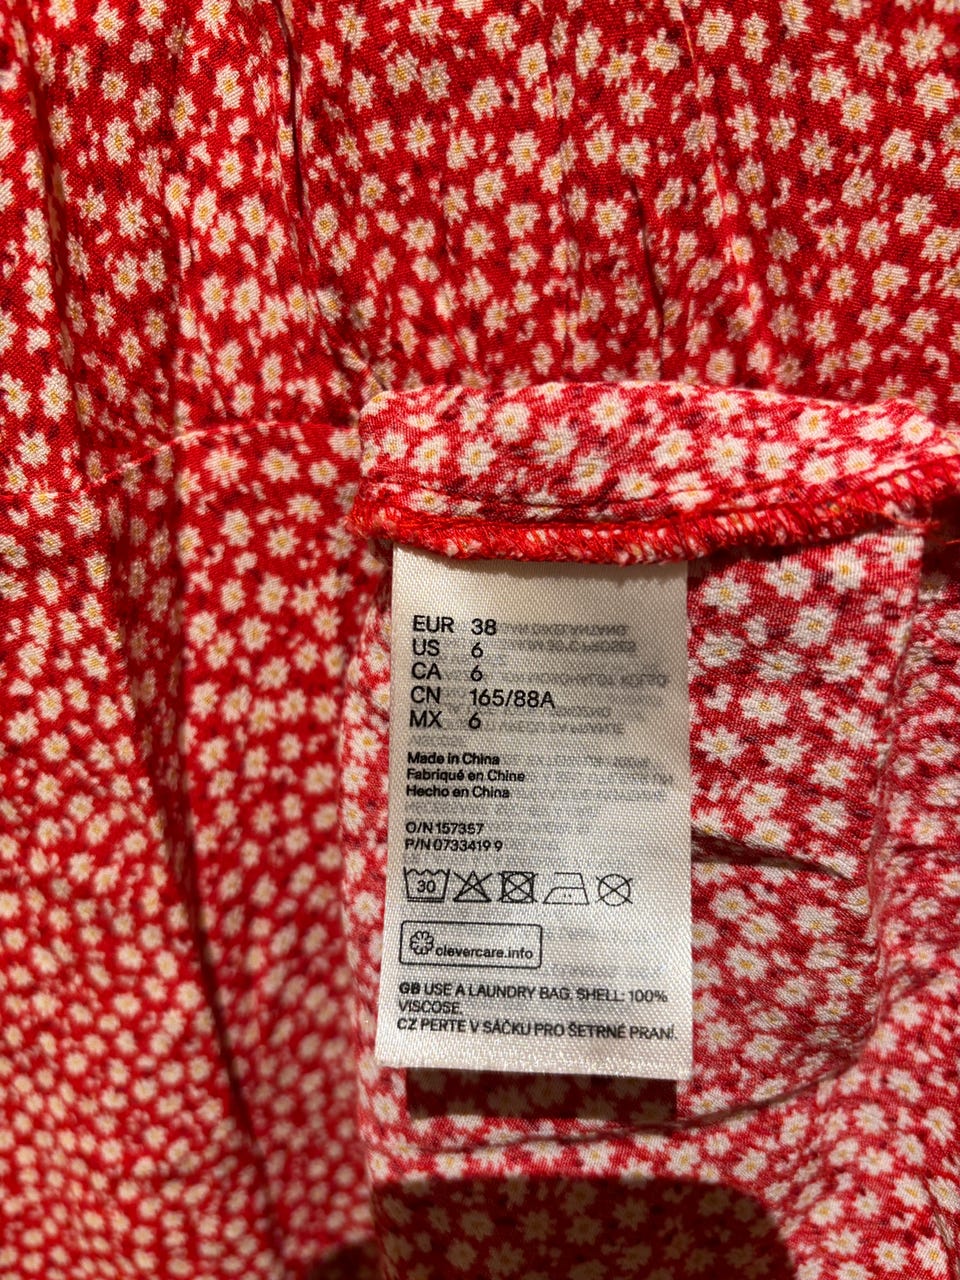 EUR 38
US 6
CA 6
CN 165/88A
MX 6
Made in China
Fabriqué en Chine
Hecho en China
O/N 157357
P/N 0733419 9
30
clevercare.info
GB USE A LAUNDRY BAG. SHELL: 100%
VISCOSE.
CZ PERTE V SÁČKU PRO ŠETRNÉ PRANÍ.